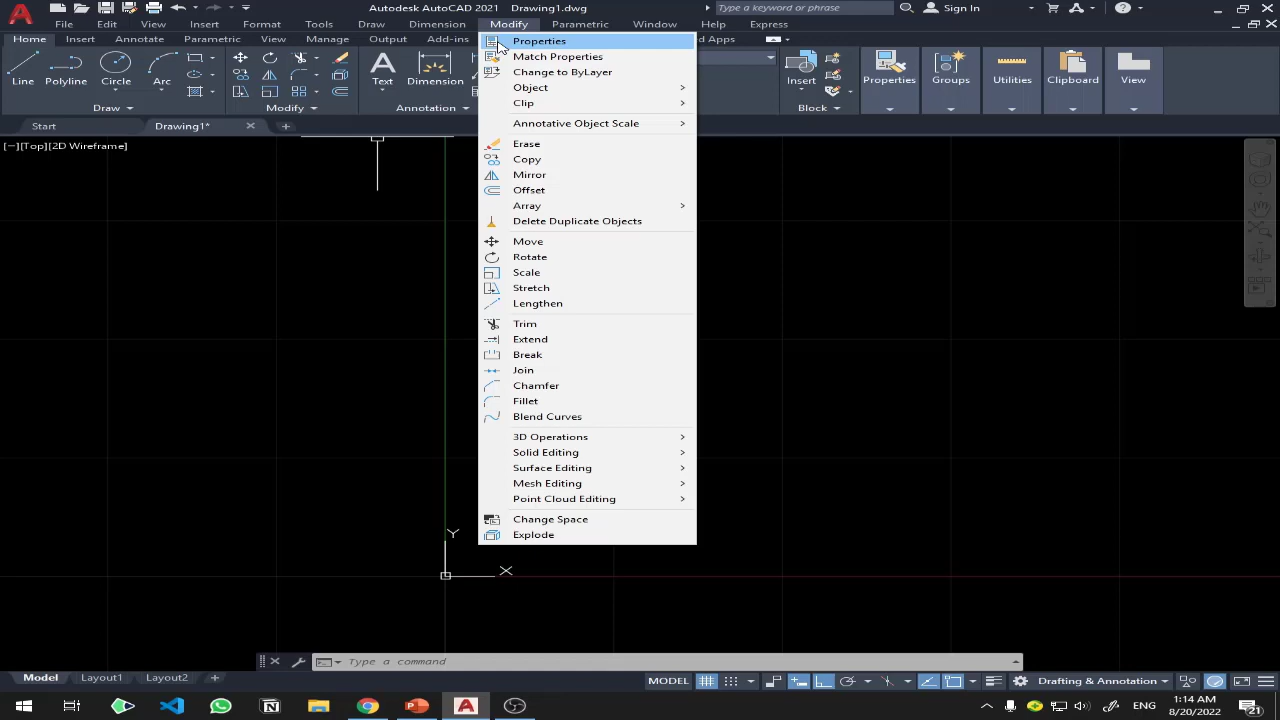 Autodesk AutoCAD 2021 Drawing1.dwg
Type a keyword or phrase
Sign In
File Edit View Insert Format Tools Draw Dimension Modify Parametric Window Help Express
Home Insert Annotate Parametric View Manage Output Add-ins
Apps
Line Polyline Circle Arc Text Dimension Insert Properties Groups Utilities Clipboard View
Draw Modify Annotation Block
Start Drawing1*
[−][Top][2D Wireframe]
Properties
Match Properties
Change to ByLayer
Object
Clip
Annotative Object Scale
Erase
Copy
Mirror
Offset
Array
Delete Duplicate Objects
Move
Rotate
Scale
Stretch
Lengthen
Trim
Extend
Break
Join
Chamfer
Fillet
Blend Curves
3D Operations
Solid Editing
Surface Editing
Mesh Editing
Point Cloud Editing
Change Space
Explode
Y
X
Type a command
Model Layout1 Layout2
MODEL
Drafting & Annotation
1:14 AM
ENG
8/20/2022